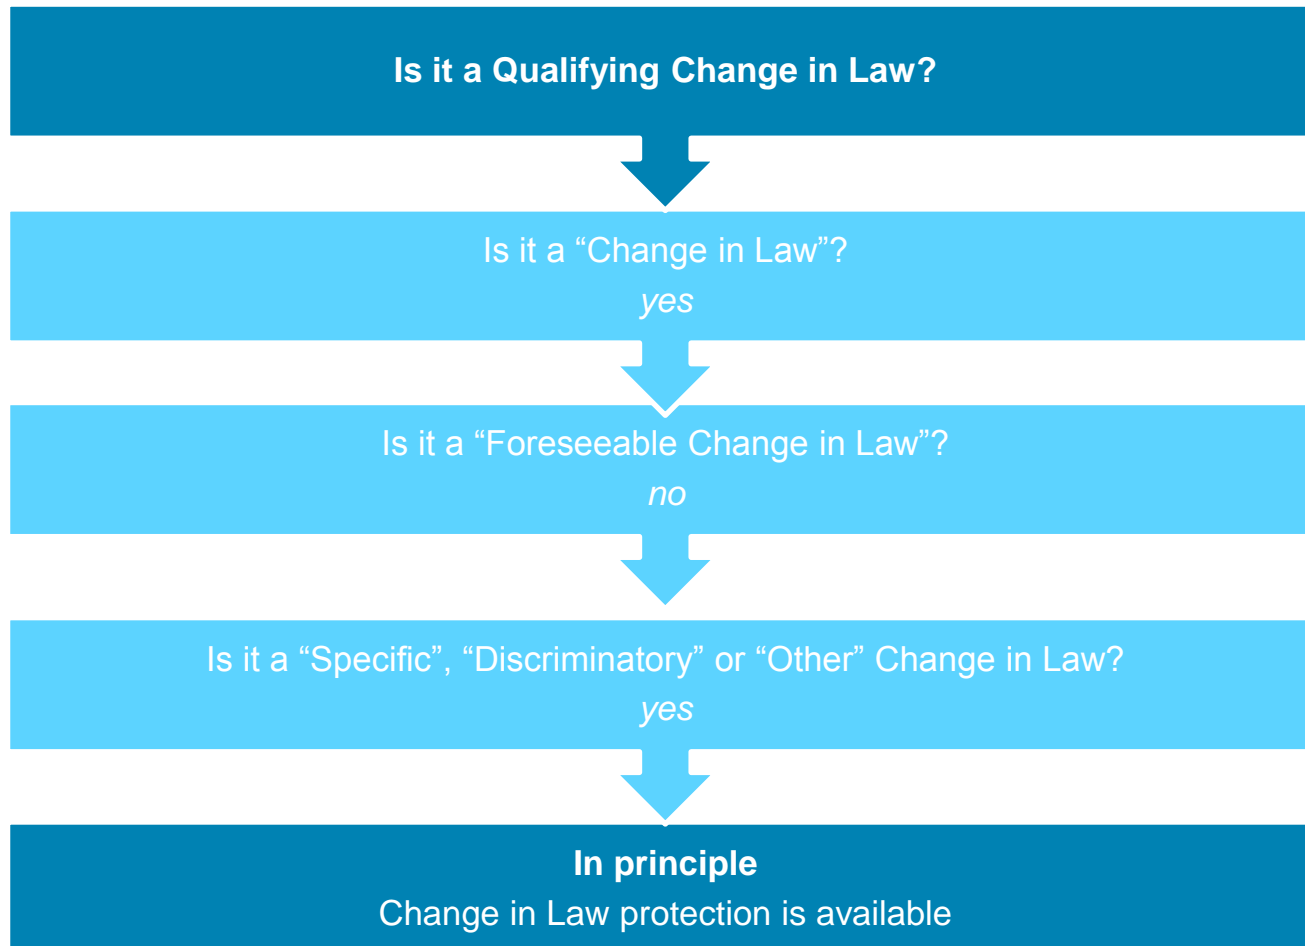 Is it a Qualifying Change in Law?
Is it a “Change in Law”?
yes
Is it a “Foreseeable Change in Law”?
no
Is it a “Specific”, “Discriminatory” or “Other” Change in Law?
yes
In principle
Change in Law protection is available